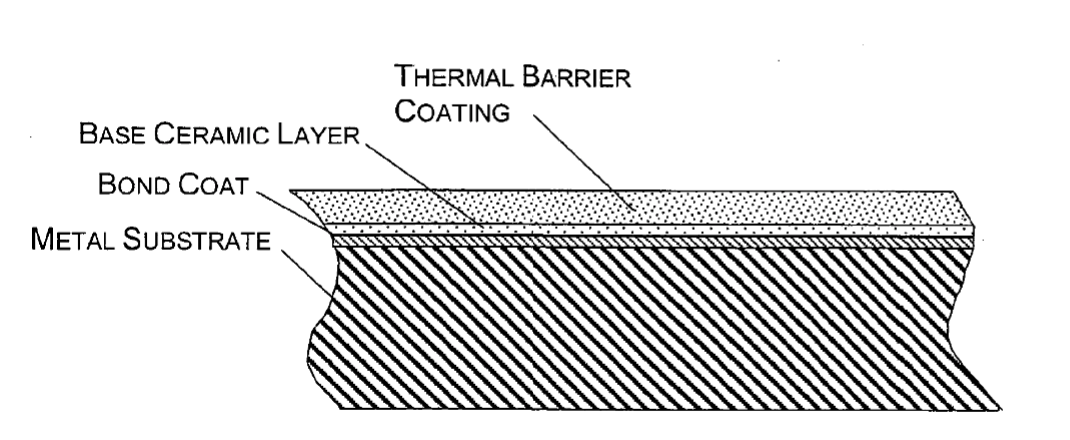 THERMAL BARRIER
COATING
BASE CERAMIC LAYER
BOND COAT
METAL SUBSTRATE